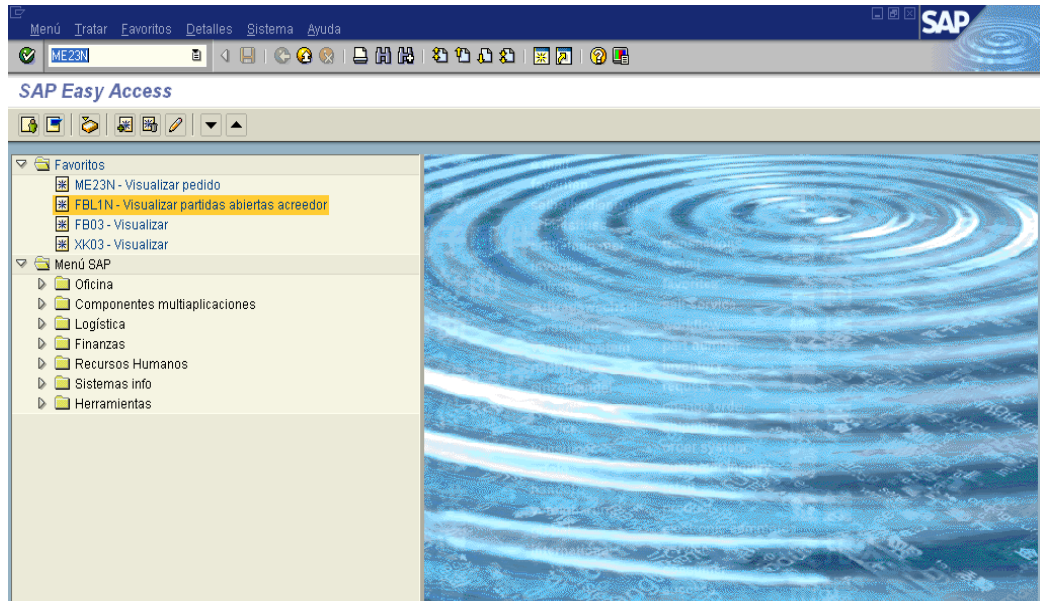 Menú Tratar Favoritos Detalles Sistema Ayuda
SAP
ME23N
SAP Easy Access
Favoritos
ME23N - Visualizar pedido
FBL1N - Visualizar partidas abiertas acreedor
FB03 - Visualizar
XK03 - Visualizar
Menú SAP
Oficina
Componentes multiaplicaciones
Logística
Finanzas
Recursos Humanos
Sistemas info
Herramientas